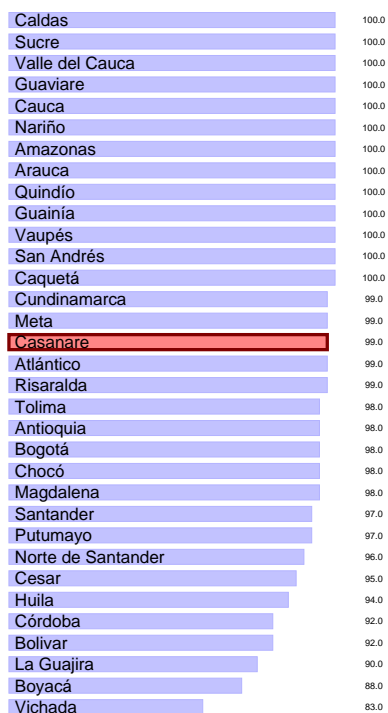 Caldas 100.0
Sucre 100.0
Valle del Cauca 100.0
Guaviare 100.0
Cauca 100.0
Nariño 100.0
Amazonas 100.0
Arauca 100.0
Quindío 100.0
Guainía 100.0
Vaupés 100.0
San Andrés 100.0
Caquetá 100.0
Cundinamarca 99.0
Meta 99.0
Casanare 99.0
Atlántico 99.0
Risaralda 99.0
Tolima 98.0
Antioquia 98.0
Bogotá 98.0
Chocó 98.0
Magdalena 98.0
Santander 97.0
Putumayo 97.0
Norte de Santander 96.0
Cesar 95.0
Huila 94.0
Córdoba 92.0
Bolivar 92.0
La Guajira 90.0
Boyacá 88.0
Vichada 83.0